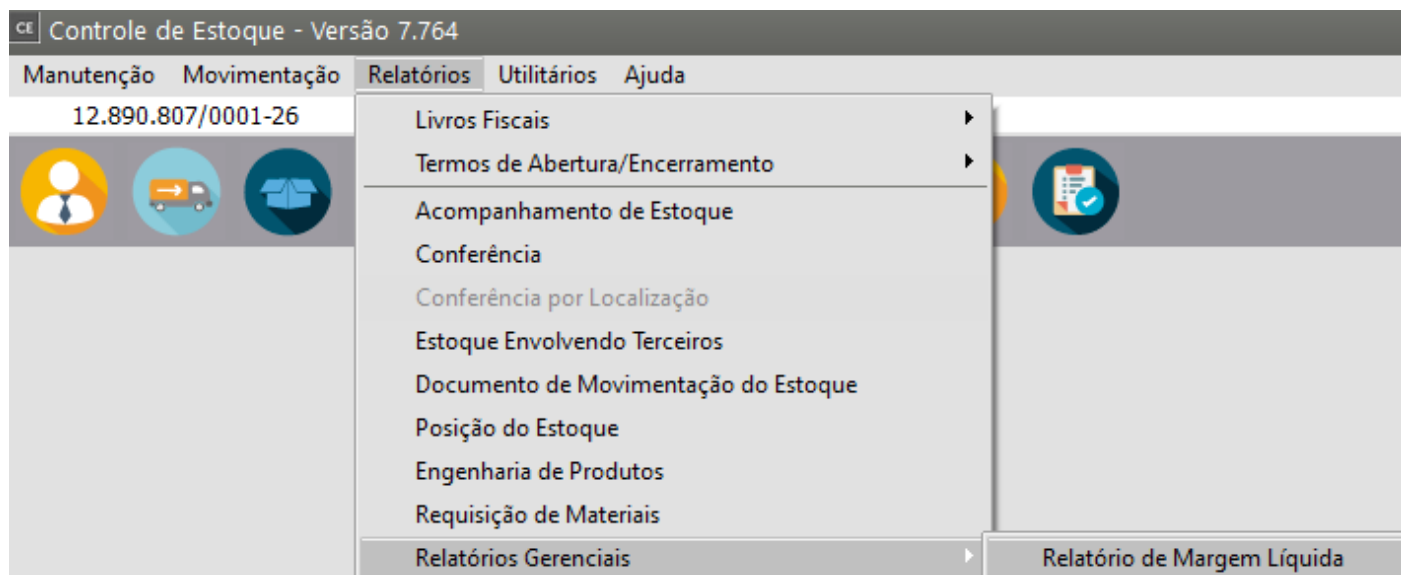 CE Controle de Estoque - Versão 7.764
Manutenção Movimentação Relatórios Utilitários Ajuda
12.890.807/0001-26
Livros Fiscais
Termos de Abertura/Encerramento
Acompanhamento de Estoque
Conferência
Conferência por Localização
Estoque Envolvendo Terceiros
Documento de Movimentação do Estoque
Posição do Estoque
Engenharia de Produtos
Requisição de Materiais
Relatórios Gerenciais Relatório de Margem Líquida